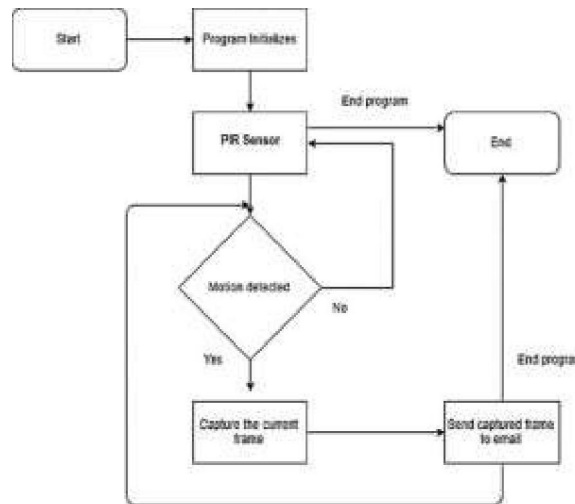 Start
Program Initializes
End program
PIR Sensor
End
Motion detected
No
Yes
End progra
Capture the current
frame
Send captured frame
to email